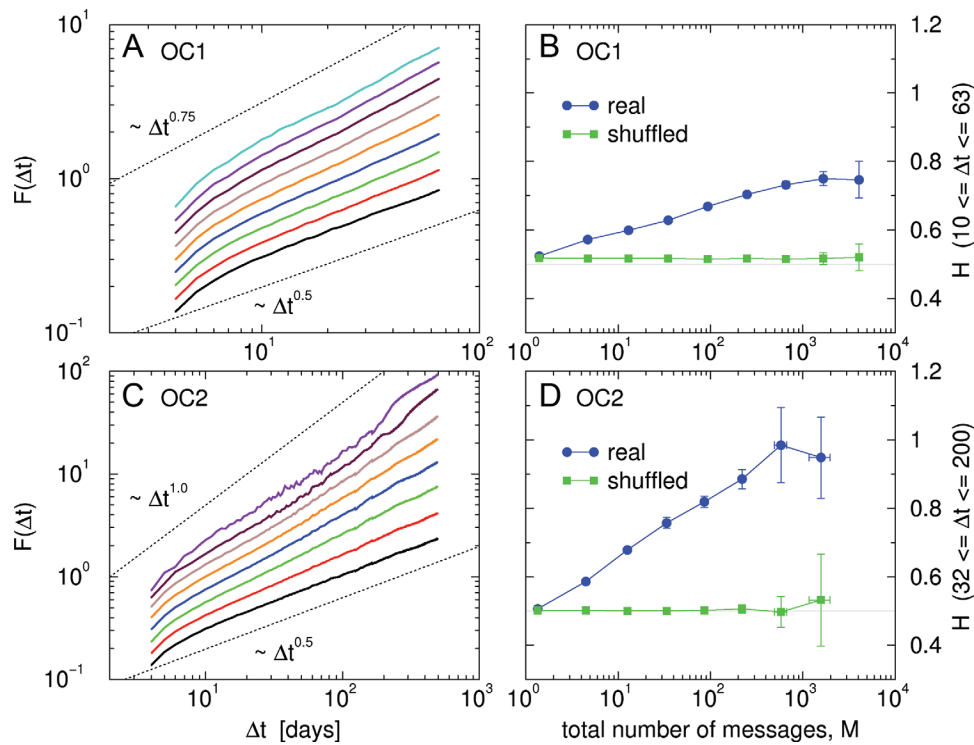 A OC1
10^1
10^0
10^-1
F(Δt)
~ Δt^0.75
~ Δt^0.5
10^1
10^2
B OC1
real
shuffled
1.2
1
0.8
0.6
0.4
H (10 <= Δt <= 63)
10^0
10^1
10^2
10^3
10^4
C OC2
10^2
10^1
10^0
10^-1
F(Δt)
~ Δt^1.0
~ Δt^0.5
10^1
10^2
10^3
Δt [days]
D OC2
real
shuffled
1.2
1
0.8
0.6
0.4
H (32 <= Δt <= 200)
10^0
10^1
10^2
10^3
10^4
total number of messages, M